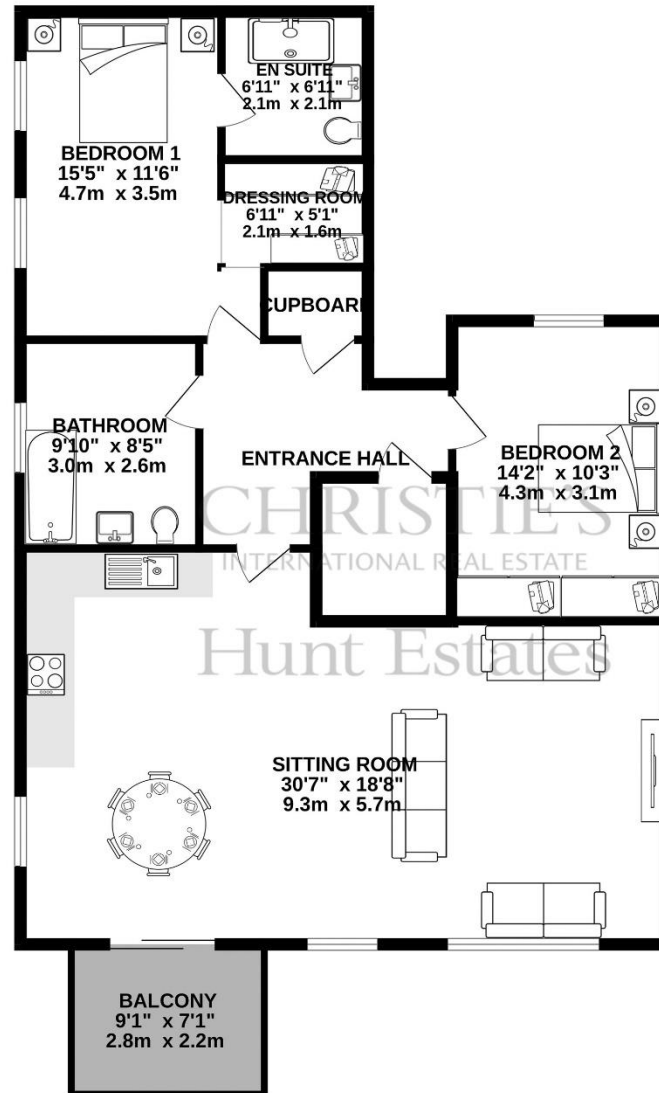 EN SUITE
6'11" x 6'11"
2.1m x 2.1m
BEDROOM 1
15'5" x 11'6"
4.7m x 3.5m
DRESSING ROOM
6'11" x 5'1"
2.1m x 1.6m
CUPBOARD
BATHROOM
9'10" x 8'5"
3.0m x 2.6m
ENTRANCE HALL
BEDROOM 2
14'2" x 10'3"
4.3m x 3.1m
CHRISTIE'S
INTERNATIONAL REAL ESTATE
Hunt Estates
SITTING ROOM
30'7" x 18'8"
9.3m x 5.7m
BALCONY
9'1" x 7'1"
2.8m x 2.2m